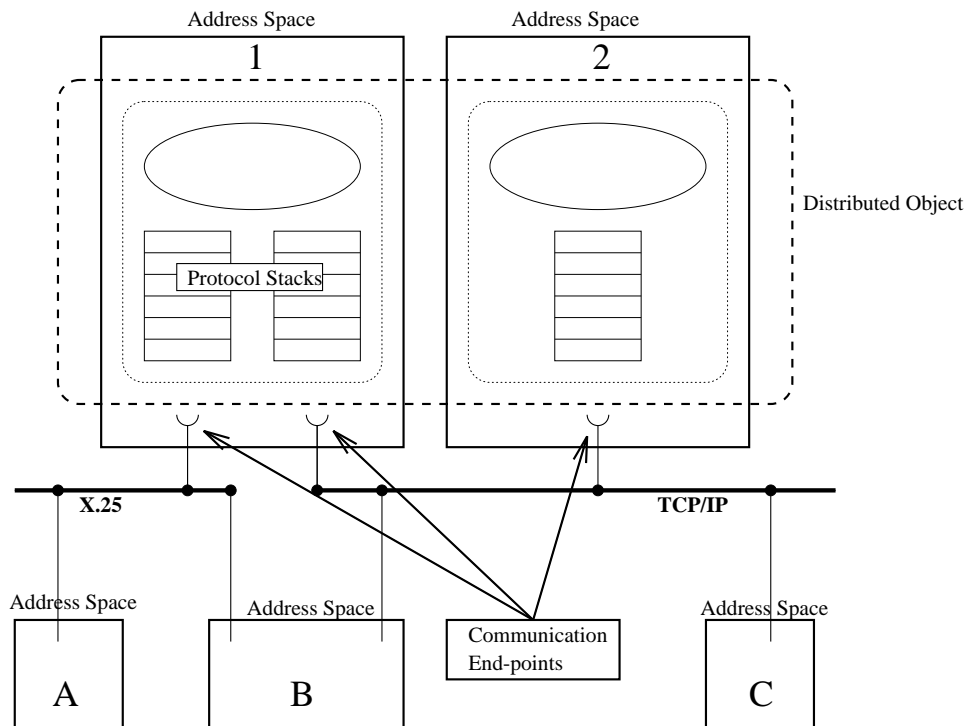 Address Space
Address Space
1
2
Distributed Object
Protocol Stacks
X.25
TCP/IP
Address Space
Address Space
Address Space
Communication
End-points
A
B
C